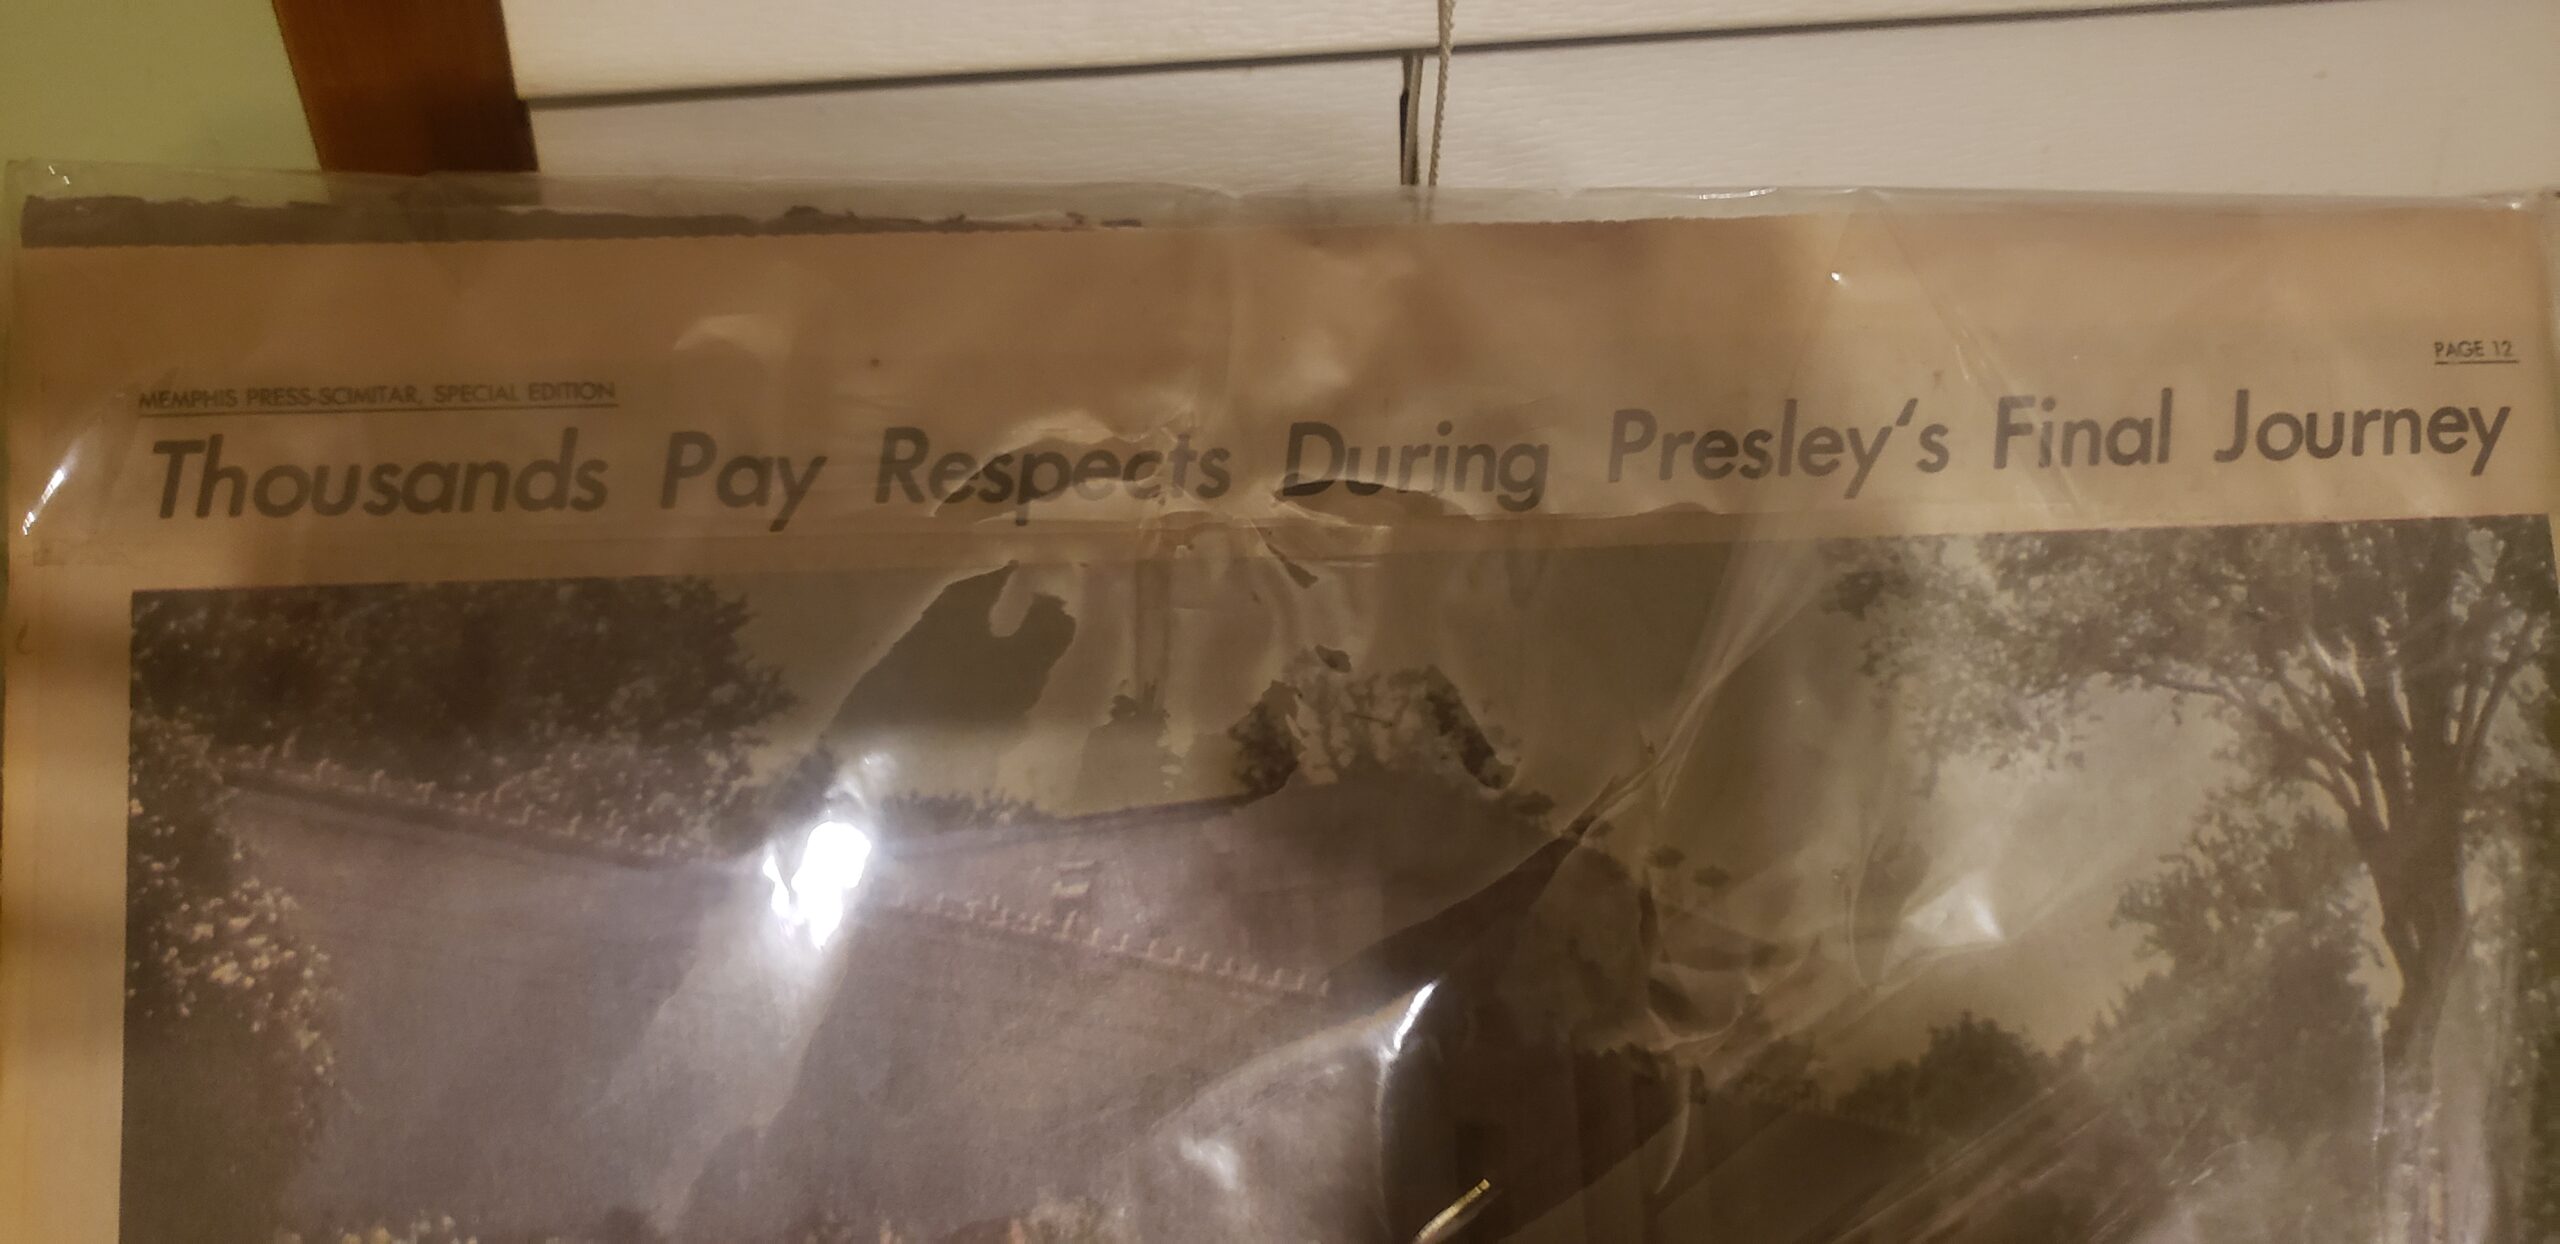 MEMPHIS PRESS-SCIMITAR, SPECIAL EDITION
PAGE 12
Thousands Pay Respects During Presley's Final Journey